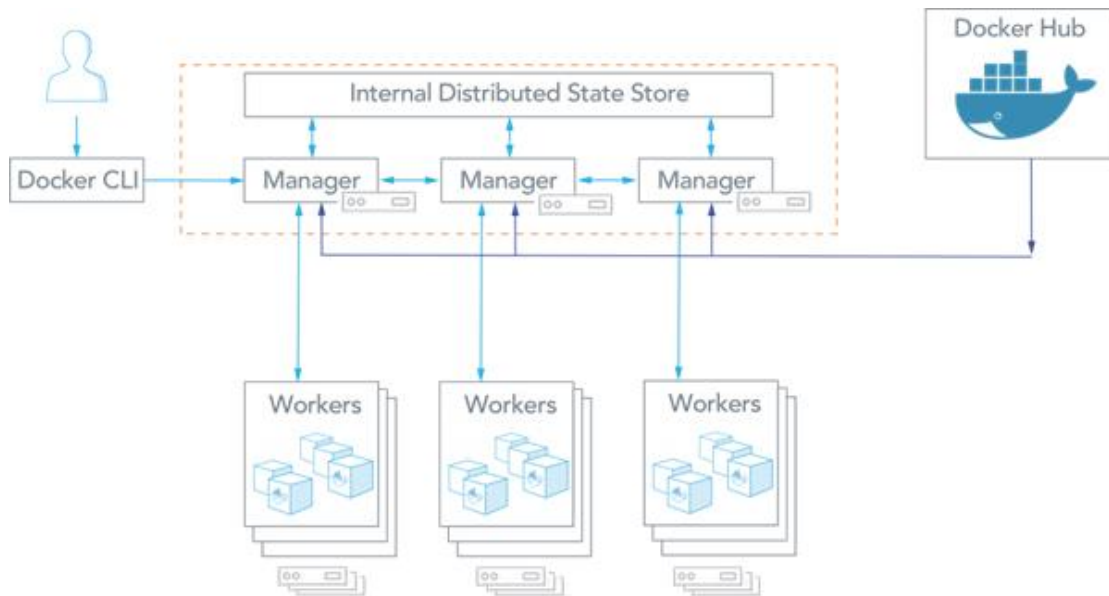 Docker Hub
Internal Distributed State Store
Docker CLI
Manager
Manager
Manager
Workers
Workers
Workers